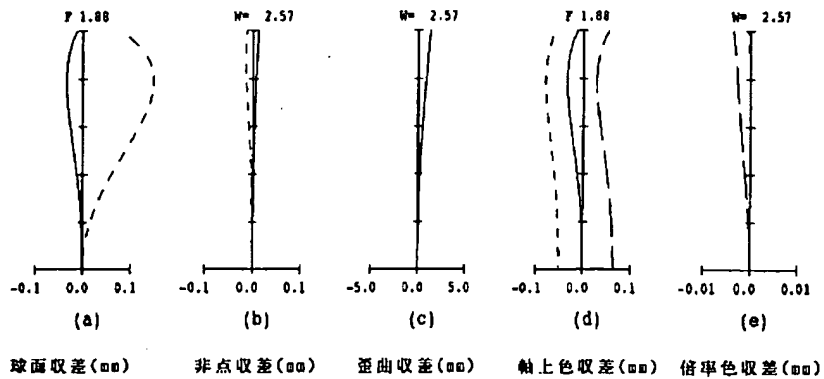 F 1.88 W= 2.57 W= 2.57 F 1.88 W= 2.57
-0.1 0.0 0.1 -0.1 0.0 0.1 -5.0 0.0 5.0 -0.1 0.0 0.1 -0.01 0.0 0.01
(a) (b) (c) (d) (e)
球面収差(mm) 非点収差(mm) 歪曲収差(mm) 軸上色収差(mm) 倍率色収差(mm)